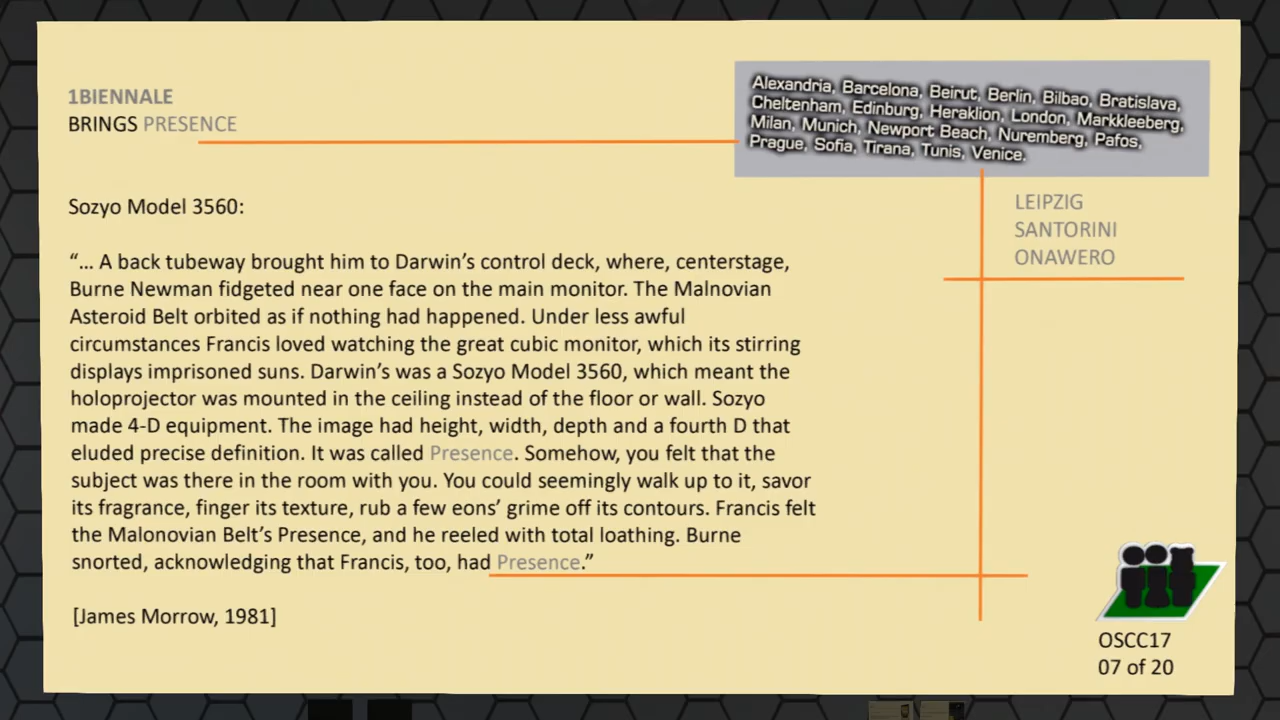 1BIENNALE
BRINGS PRESENCE
Alexandria, Barcelona, Beirut, Berlin, Bilbao, Bratislava,
Cheltenham, Edinburg, Heraklion, London, Markkleeberg,
Milan, Munich, Newport Beach, Nuremberg, Pafos,
Prague, Sofia, Tirana, Tunis, Venice.
LEIPZIG
SANTORINI
ONAWERO
Sozyo Model 3560:
“... A back tubeway brought him to Darwin’s control deck, where, centerstage,
Burne Newman fidgeted near one face on the main monitor. The Malnovian
Asteroid Belt orbited as if nothing had happened. Under less awful
circumstances Francis loved watching the great cubic monitor, which its stirring
displays imprisoned suns. Darwin’s was a Sozyo Model 3560, which meant the
holoprojector was mounted in the ceiling instead of the floor or wall. Sozyo
made 4-D equipment. The image had height, width, depth and a fourth D that
eluded precise definition. It was called Presence. Somehow, you felt that the
subject was there in the room with you. You could seemingly walk up to it, savor
its fragrance, finger its texture, rub a few eons’ grime off its contours. Francis felt
the Malonovian Belt’s Presence, and he reeled with total loathing. Burne
snorted, acknowledging that Francis, too, had Presence.”
[James Morrow, 1981]
OSCC17
07 of 20